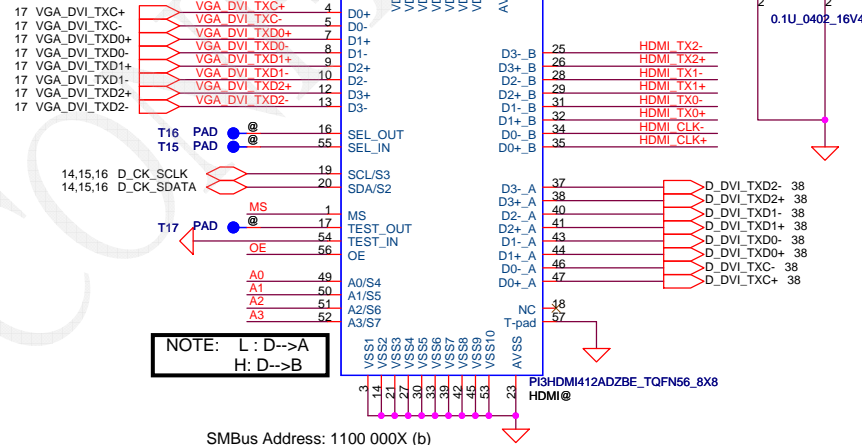 17 VGA_DVI_TXC+ VGA_DVI_TXC+ 4 D0+
17 VGA_DVI_TXC- VGA_DVI_TXC- 5 D0-
17 VGA_DVI_TXD0+ VGA_DVI_TXD0+ 7 D1+
17 VGA_DVI_TXD0- VGA_DVI_TXD0- 8 D1-
17 VGA_DVI_TXD1+ VGA_DVI_TXD1+ 9 D2+
17 VGA_DVI_TXD1- VGA_DVI_TXD1- 10 D2-
17 VGA_DVI_TXD2+ VGA_DVI_TXD2+ 12 D3+
17 VGA_DVI_TXD2- VGA_DVI_TXD2- 13 D3-
T16 PAD @ 16 SEL_OUT
T15 PAD @ 55 SEL_IN
14,15,16 D_CK_SCLK 19 SCL/S3
14,15,16 D_CK_SDATA 20 SDA/S2
MS 1 MS
T17 PAD @ 17 TEST_OUT
54 TEST_IN
OE 56 OE
A0 49 A0/S4
A1 50 A1/S5
A2 51 A2/S6
A3 52 A3/S7
2 2
0.1U_0402_16V4
D3-_B 25 HDMI_TX2-
D3+_B 26 HDMI_TX2+
D2-_B 28 HDMI_TX1-
D2+_B 29 HDMI_TX1+
D1-_B 31 HDMI_TX0-
D1+_B 32 HDMI_TX0+
D0-_B 34 HDMI_CLK-
D0+_B 35 HDMI_CLK+
D3-_A 37 D_DVI_TXD2- 38
D3+_A 38 D_DVI_TXD2+ 38
D2-_A 40 D_DVI_TXD1- 38
D2+_A 41 D_DVI_TXD1+ 38
D1-_A 43 D_DVI_TXD0- 38
D1+_A 44 D_DVI_TXD0+ 38
D0-_A 46 D_DVI_TXC- 38
D0+_A 47 D_DVI_TXC+ 38
NC 18
T-pad 57
NOTE: L : D-->A
H: D-->B
VSS1 VSS2 VSS3 VSS4 VSS5 VSS6 VSS7 VSS8 VSS9 VSS10 AVSS
3 14 21 27 30 33 39 42 45 53 23
PI3HDMI412ADZBE_TQFN56_8X8
HDMI@
SMBus Address: 1100 000X (b)